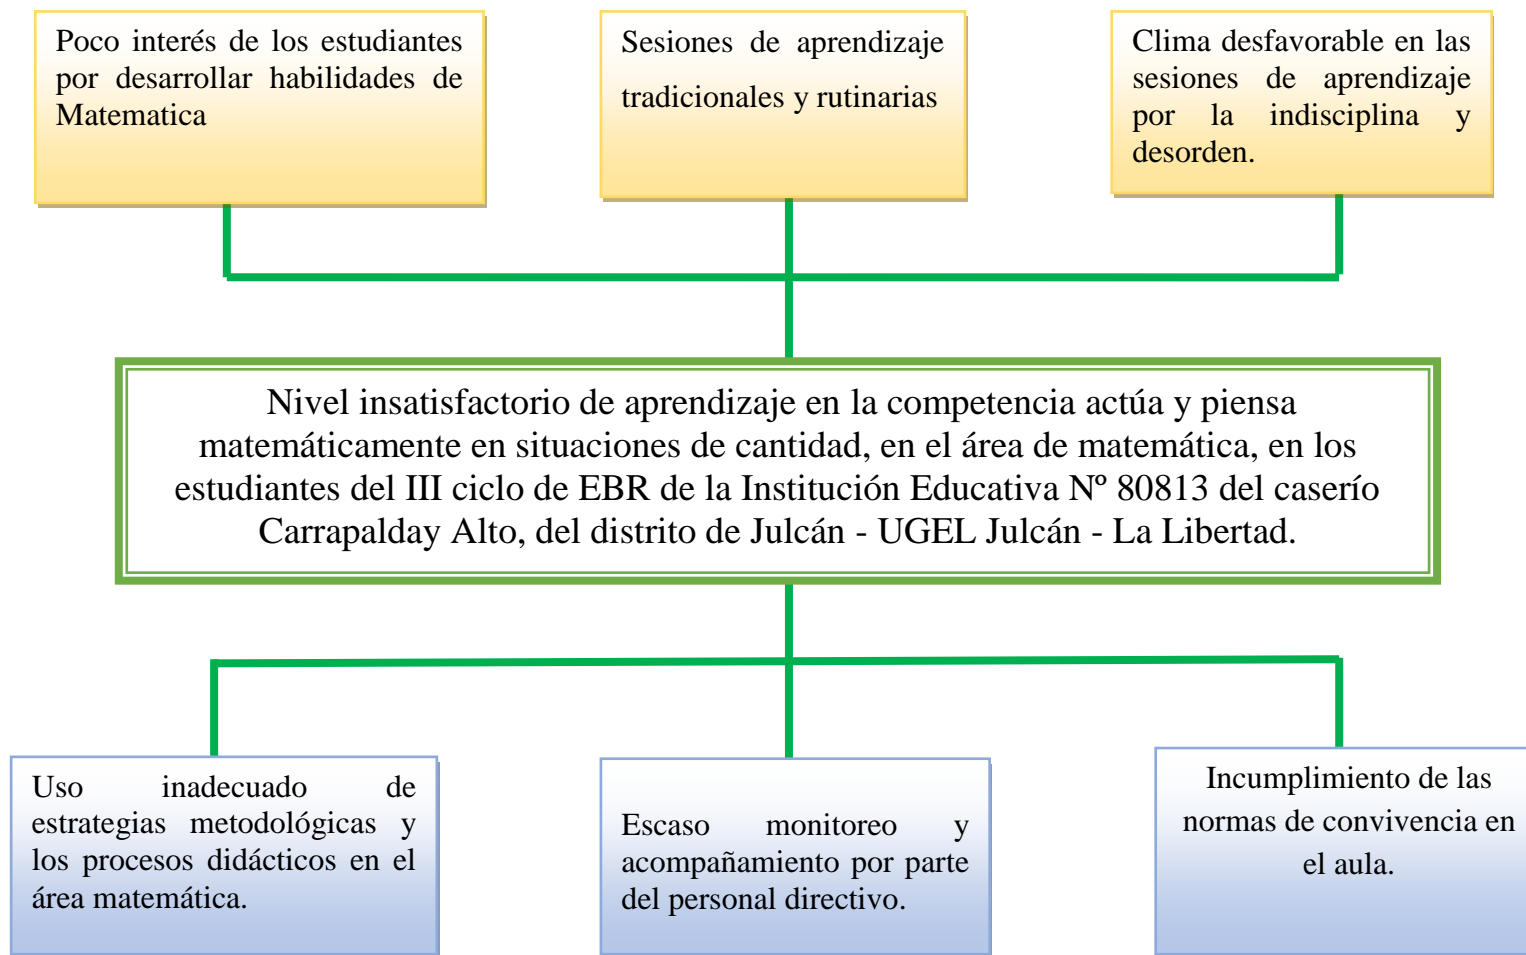 Poco interés de los estudiantes
por desarrollar habilidades de
Matematica
Sesiones de aprendizaje
tradicionales y rutinarias
Clima desfavorable en las
sesiones de aprendizaje
por la indisciplina y
desorden.
Nivel insatisfactorio de aprendizaje en la competencia actúa y piensa
matemáticamente en situaciones de cantidad, en el área de matemática, en los
estudiantes del III ciclo de EBR de la Institución Educativa Nº 80813 del caserío
Carrapalday Alto, del distrito de Julcán - UGEL Julcán - La Libertad.
Uso inadecuado de
estrategias metodológicas y
los procesos didácticos en el
área matemática.
Escaso monitoreo y
acompañamiento por parte
del personal directivo.
Incumplimiento de las
normas de convivencia en
el aula.